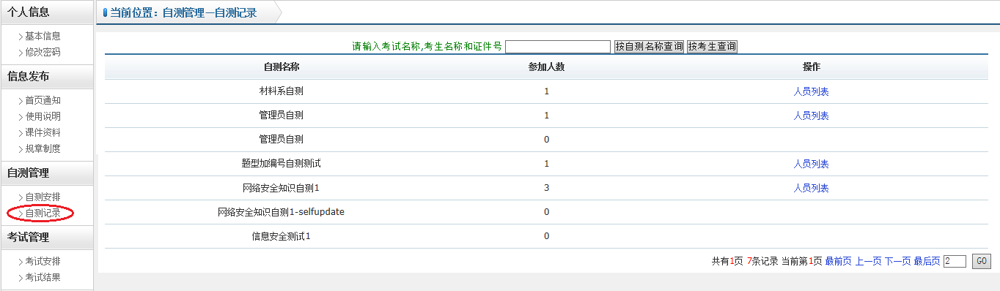 个人信息
基本信息
修改密码
信息发布
首页通知
使用说明
课件资料
规章制度
自测管理
自测安排
自测记录
考试管理
考试安排
考试结果
当前位置：自测管理—自测记录
请输入考试名称,考生名称和证件号 按自测名称查询 按考生查询
自测名称 参加人数 操作
材料系自测 1 人员列表
管理员自测 1 人员列表
管理员自测 0
题型加编号自测测试 1 人员列表
网络安全知识自测1 3 人员列表
网络安全知识自测1-selfupdate 0
信息安全测试1 0
共有1页 7条记录 当前第1页 最前页 上一页 下一页 最后页 2 GO